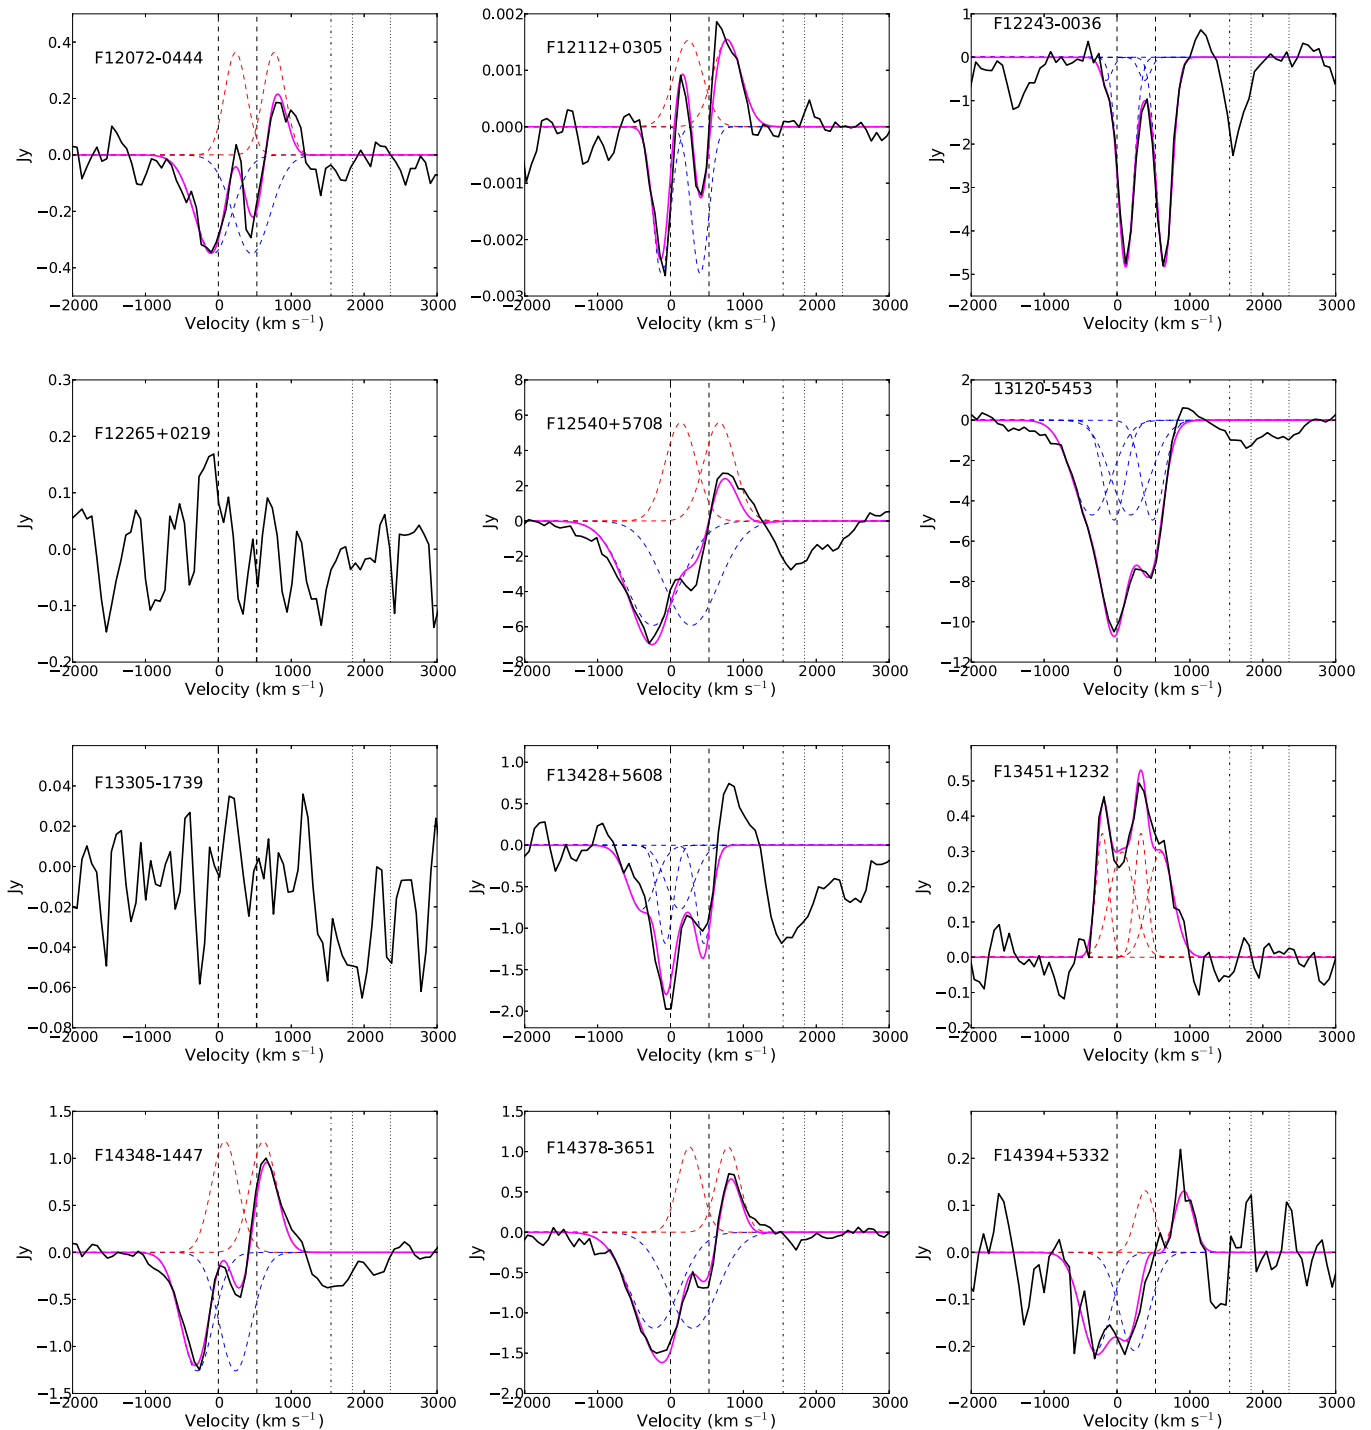 0.4
0.2
0.0
−0.2
−0.4
Jy
F12072-0444
−2000 −1000 0 1000 2000 3000
Velocity (km s⁻¹)
0.002
0.001
0.000
−0.001
−0.002
−0.003
Jy
F12112+0305
−2000 −1000 0 1000 2000 3000
Velocity (km s⁻¹)
1
0
−1
−2
−3
−4
−5
Jy
F12243-0036
−2000 −1000 0 1000 2000 3000
Velocity (km s⁻¹)
0.3
0.2
0.1
0.0
−0.1
−0.2
Jy
F12265+0219
−2000 −1000 0 1000 2000 3000
Velocity (km s⁻¹)
8
6
4
2
0
−2
−4
−6
−8
Jy
F12540+5708
−2000 −1000 0 1000 2000 3000
Velocity (km s⁻¹)
2
0
−2
−4
−6
−8
−10
−12
Jy
13120-5453
−2000 −1000 0 1000 2000 3000
Velocity (km s⁻¹)
0.04
0.02
0.00
−0.02
−0.04
−0.06
−0.08
Jy
F13305-1739
−2000 −1000 0 1000 2000 3000
Velocity (km s⁻¹)
1.0
0.5
0.0
−0.5
−1.0
−1.5
−2.0
Jy
F13428+5608
−2000 −1000 0 1000 2000 3000
Velocity (km s⁻¹)
0.5
0.4
0.3
0.2
0.1
0.0
−0.1
−0.2
Jy
F13451+1232
−2000 −1000 0 1000 2000 3000
Velocity (km s⁻¹)
1.5
1.0
0.5
0.0
−0.5
−1.0
−1.5
Jy
F14348-1447
−2000 −1000 0 1000 2000 3000
Velocity (km s⁻¹)
1.5
1.0
0.5
0.0
−0.5
−1.0
−1.5
−2.0
Jy
F14378-3651
−2000 −1000 0 1000 2000 3000
Velocity (km s⁻¹)
0.2
0.1
0.0
−0.1
−0.2
Jy
F14394+5332
−2000 −1000 0 1000 2000 3000
Velocity (km s⁻¹)